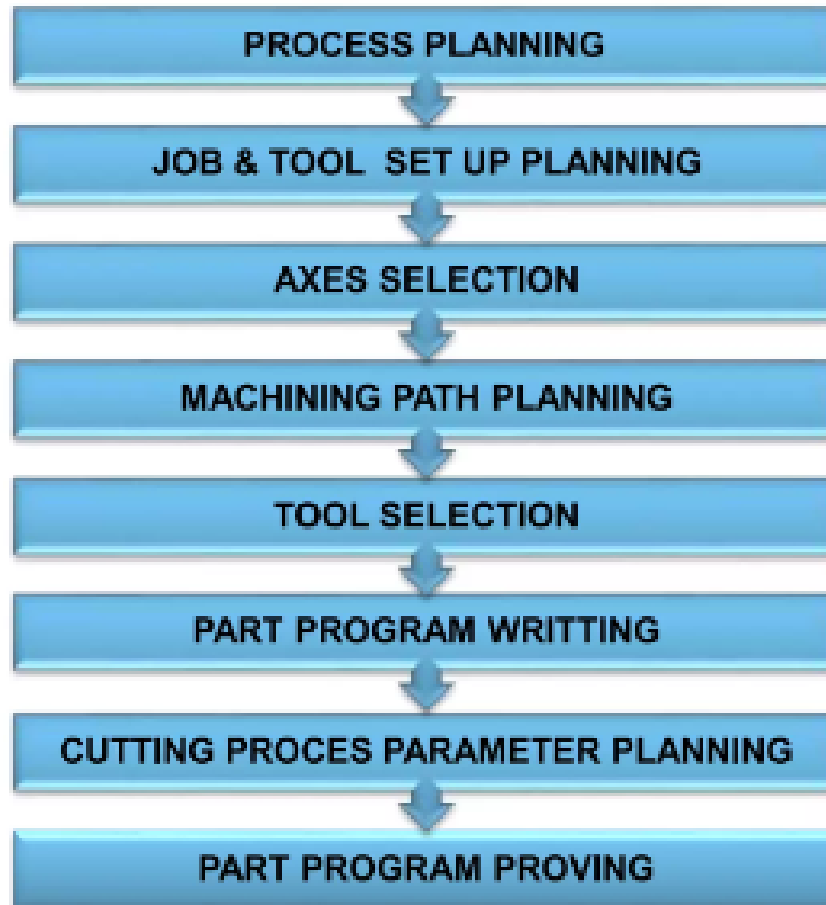 PROCESS PLANNING
JOB & TOOL SET UP PLANNING
AXES SELECTION
MACHINING PATH PLANNING
TOOL SELECTION
PART PROGRAM WRITTING
CUTTING PROCES PARAMETER PLANNING
PART PROGRAM PROVING